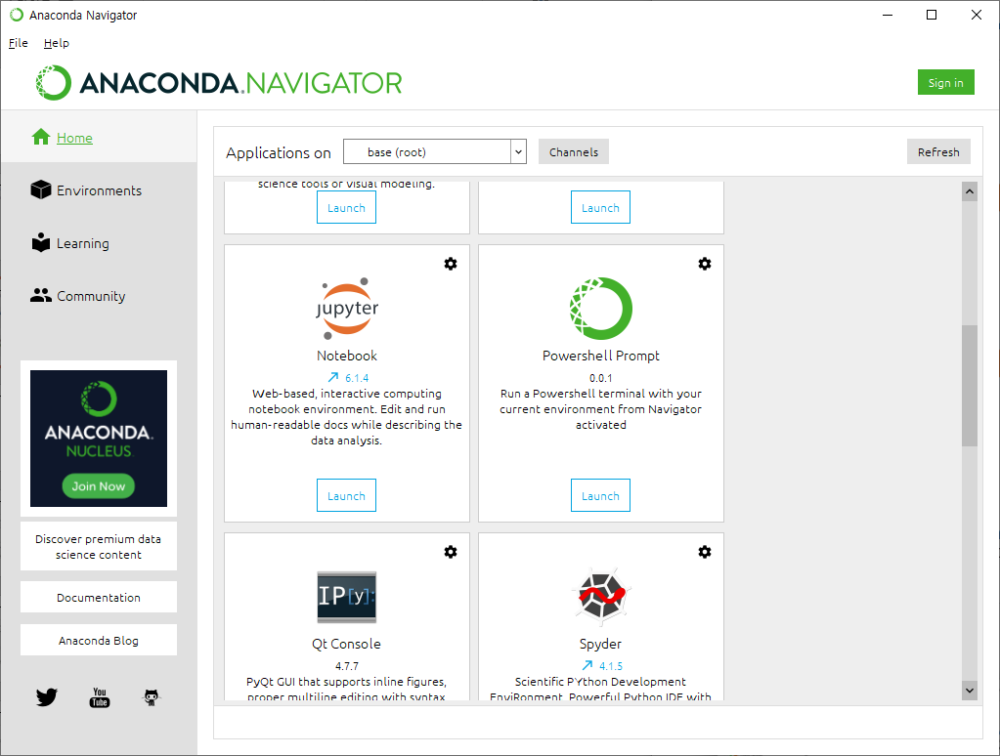 Anaconda Navigator
File Help
ANACONDA.NAVIGATOR
Sign in
Home
Environments
Learning
Community
ANACONDA.
NUCLEUS
Join Now
Discover premium data
science content
Documentation
Anaconda Blog
You
Tube
Applications on base (root) Channels Refresh
science tools or visual modeling.
Launch Launch
jupyter
Notebook
6.1.4
Web-based, interactive computing
notebook environment. Edit and run
human-readable docs while describing the
data analysis.
Launch
Powershell Prompt
0.0.1
Run a Powershell terminal with your
current environment from Navigator
activated
Launch
IP[y]:
Qt Console
4.7.7
PyQt GUI that supports inline figures,
proper multiline editing with syntax
Spyder
4.1.5
Scientific PYthon Development
EnviRonment. Powerful Python IDE with